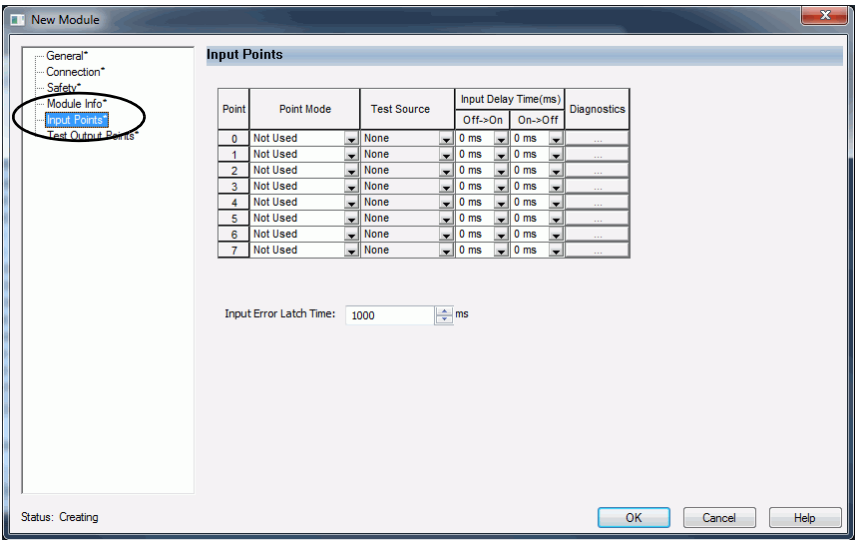 New Module
General*
Connection*
Safety*
Module Info*
Input Points*
Test Output Points*
Input Points
Point Point Mode Test Source Input Delay Time(ms) Diagnostics
Off->On On->Off
0 Not Used None 0 ms 0 ms ...
1 Not Used None 0 ms 0 ms ...
2 Not Used None 0 ms 0 ms ...
3 Not Used None 0 ms 0 ms ...
4 Not Used None 0 ms 0 ms ...
5 Not Used None 0 ms 0 ms ...
6 Not Used None 0 ms 0 ms ...
7 Not Used None 0 ms 0 ms ...
Input Error Latch Time: 1000 ms
Status: Creating
OK Cancel Help